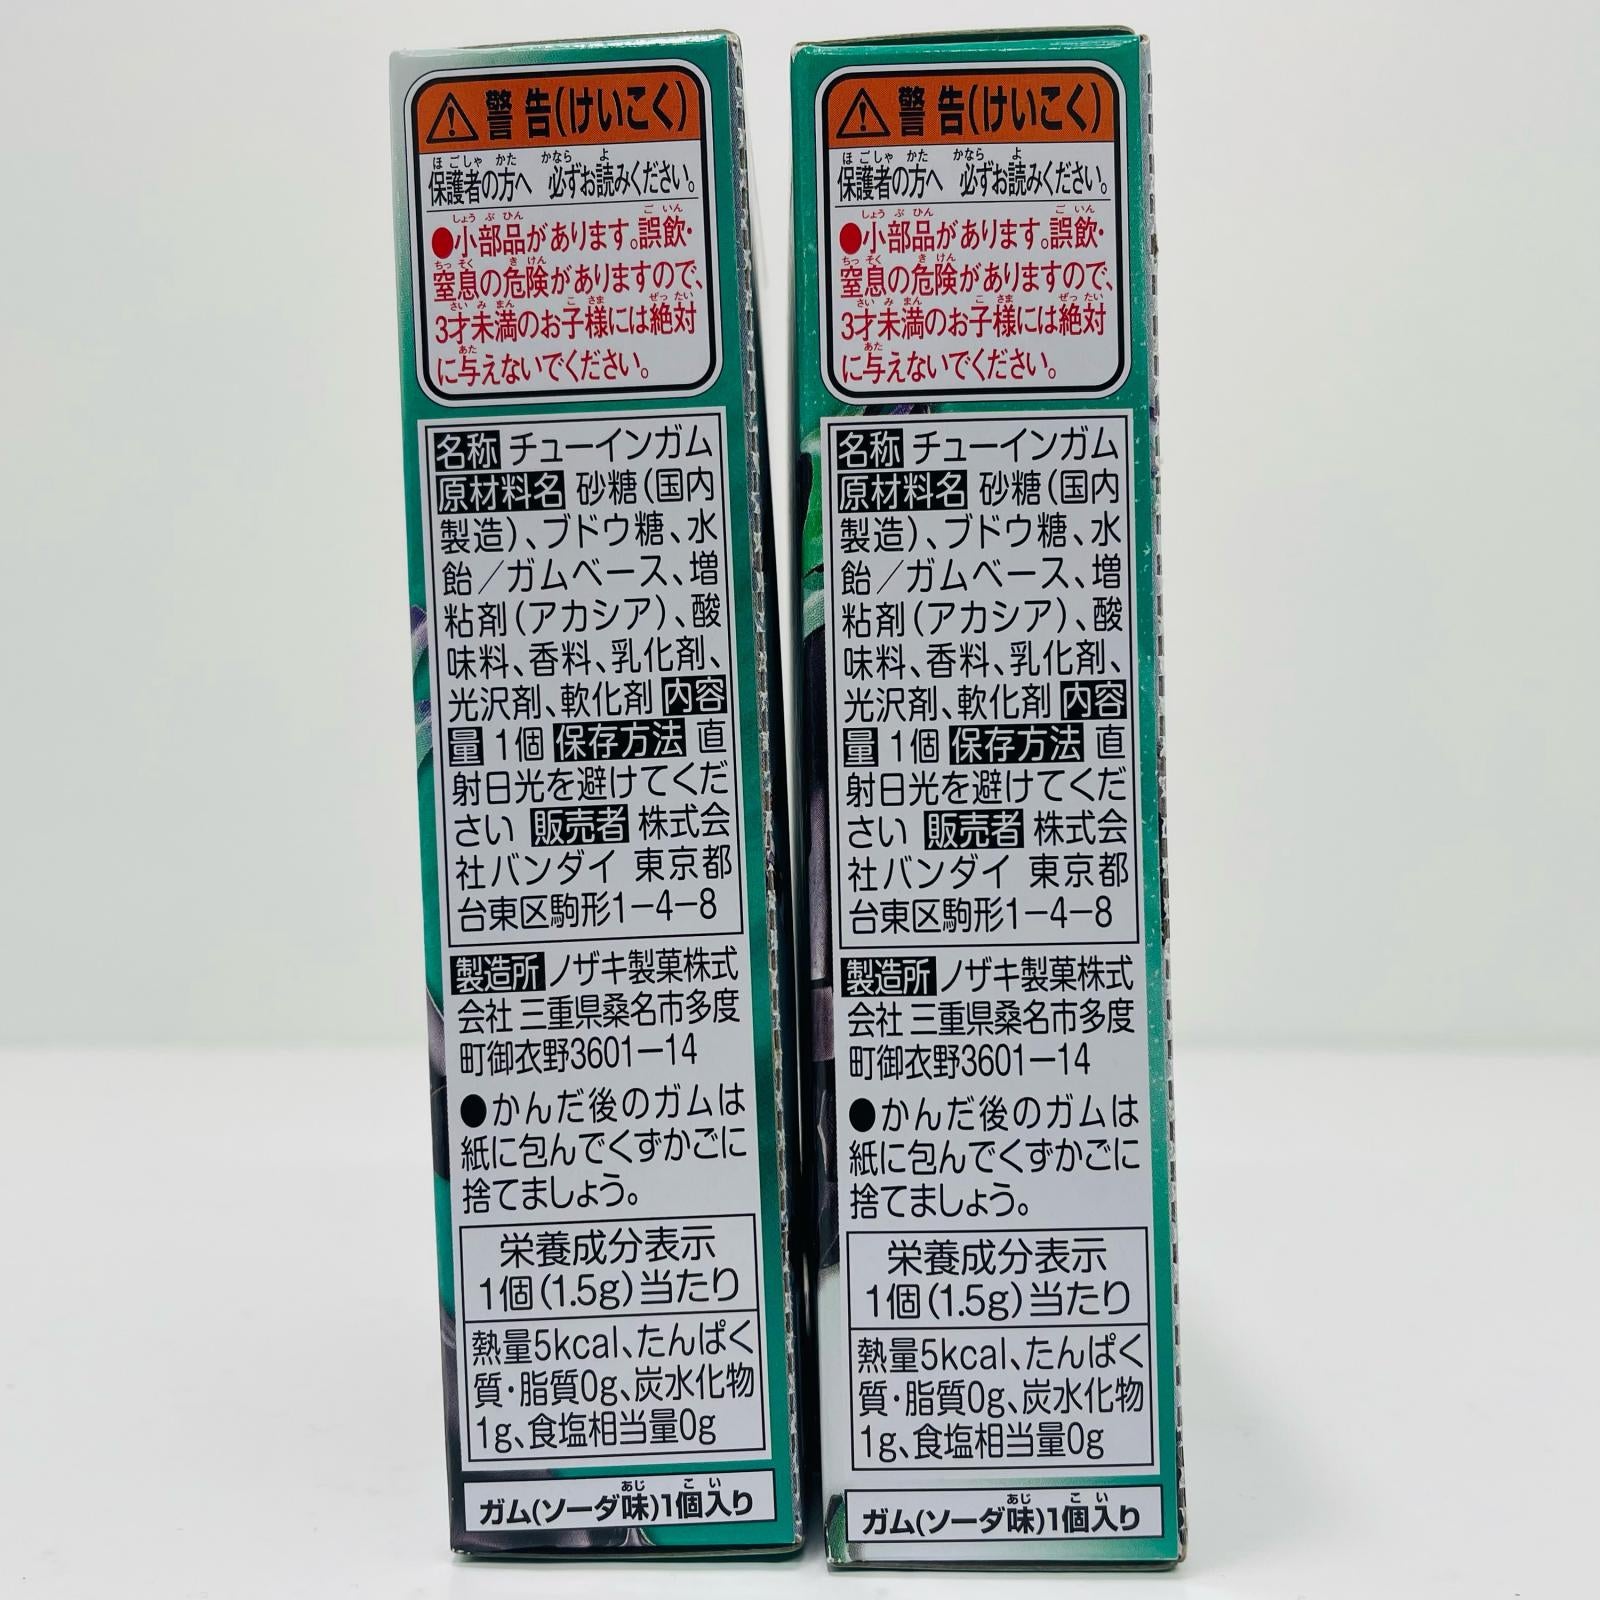 警告(けいこく)
ほごしゃ かた かなら よ
保護者の方へ 必ずお読みください。
しょうぶひん ごいん
●小部品があります。誤飲・
ちっそく きけん
窒息の危険がありますので、
さいみまん こさま ぜったい
3才未満のお子様には絶対
あた
に与えないでください。
名称 チューインガム
原材料名 砂糖(国内
製造)、ブドウ糖、水
飴/ガムベース、増
粘剤(アカシア)、酸
味料、香料、乳化剤、
光沢剤、軟化剤 内容
量 1個 保存方法 直
射日光を避けてくだ
さい 販売者 株式会
社バンダイ 東京都
台東区駒形1-4-8
製造所 ノザキ製菓株式
会社 三重県桑名市多度
町御衣野3601-14
●かんだ後のガムは
紙に包んでくずかごに
捨てましょう。
栄養成分表示
1個(1.5g)当たり
熱量5kcal、たんぱく
質・脂質0g、炭水化物
1g、食塩相当量0g
あじ こい
ガム(ソーダ味)1個入り
警告(けいこく)
ほごしゃ かた かなら よ
保護者の方へ 必ずお読みください。
しょうぶひん ごいん
●小部品があります。誤飲・
ちっそく きけん
窒息の危険がありますので、
さいみまん こさま ぜったい
3才未満のお子様には絶対
あた
に与えないでください。
名称 チューインガム
原材料名 砂糖(国内
製造)、ブドウ糖、水
飴/ガムベース、増
粘剤(アカシア)、酸
味料、香料、乳化剤、
光沢剤、軟化剤 内容
量 1個 保存方法 直
射日光を避けてくだ
さい 販売者 株式会
社バンダイ 東京都
台東区駒形1-4-8
製造所 ノザキ製菓株式
会社 三重県桑名市多度
町御衣野3601-14
●かんだ後のガムは
紙に包んでくずかごに
捨てましょう。
栄養成分表示
1個(1.5g)当たり
熱量5kcal、たんぱく
質・脂質0g、炭水化物
1g、食塩相当量0g
あじ こい
ガム(ソーダ味)1個入り